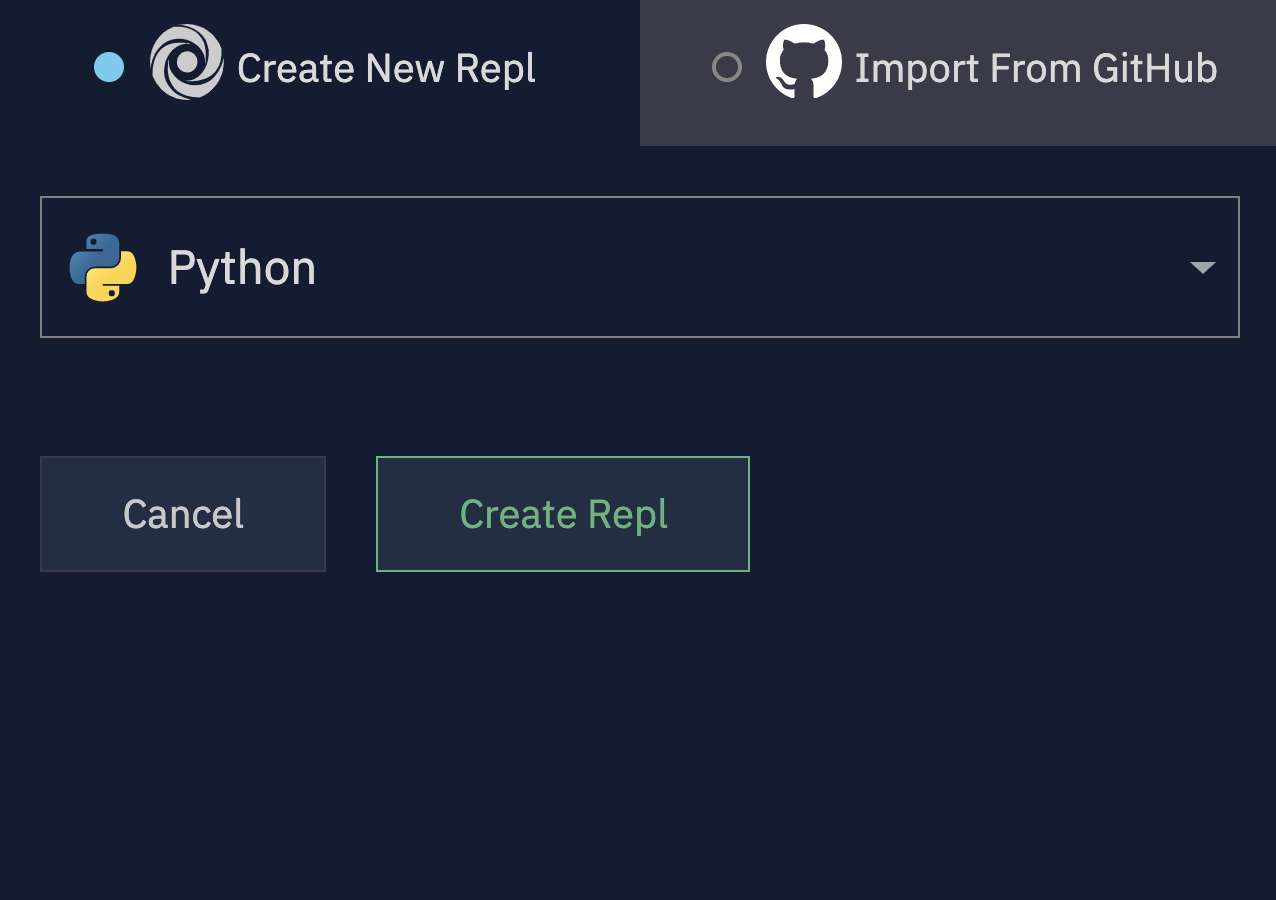 Create New Repl
Import From GitHub
Python
Cancel
Create Repl